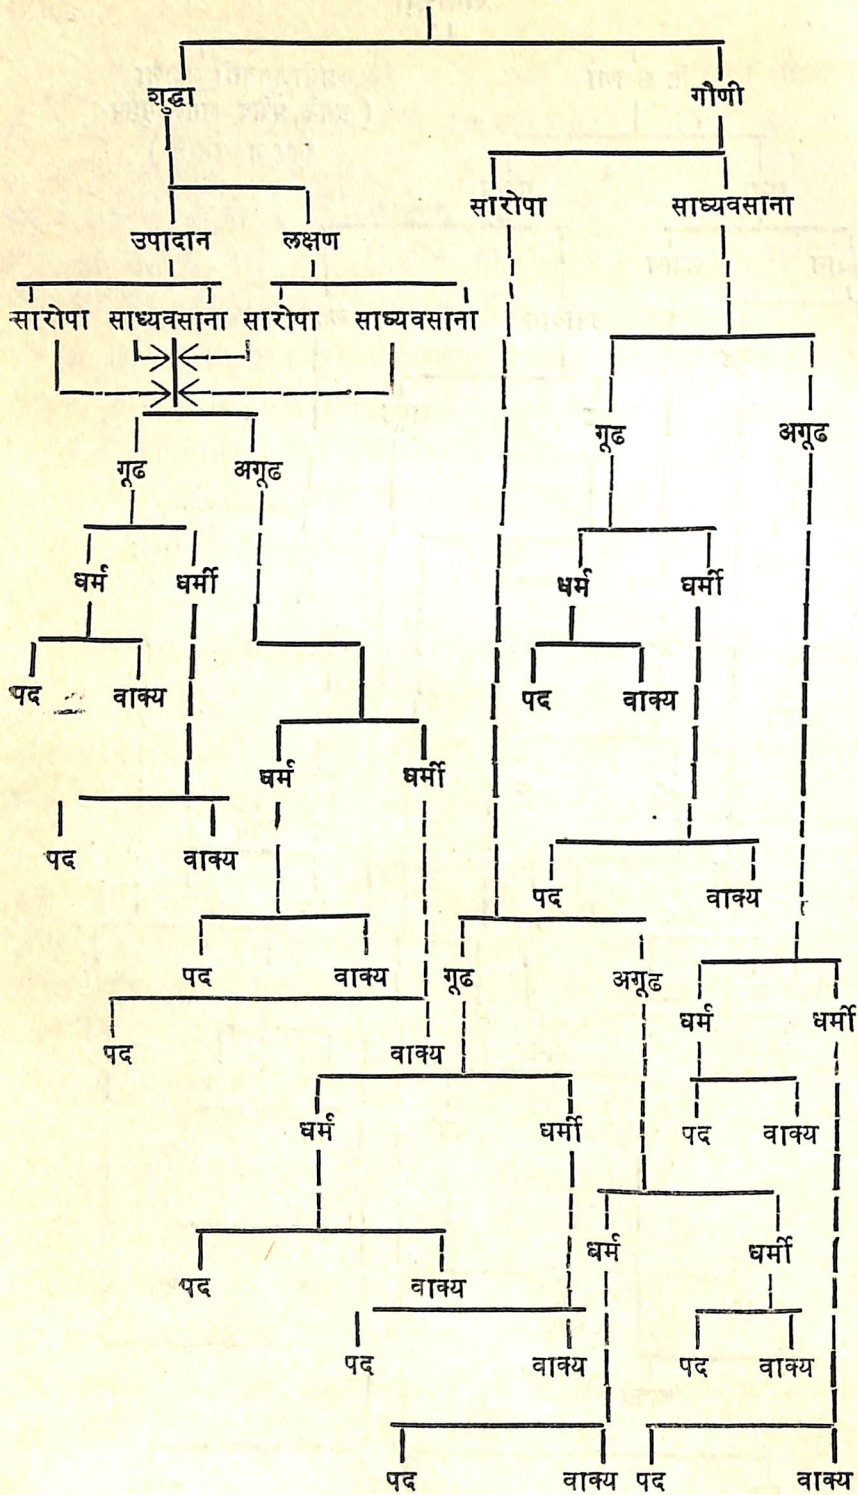 शुद्धा गौणी
सारोपा साघ्यवसाना
उपादान लक्षण
सारोपा साध्यवसाना सारोपा साघ्यवसाना
गूढ अगूढ
गूढ अगूढ
धर्म धर्मी धर्म धर्मी
पद वाक्य पद वाक्य
धर्म धर्मी
पद वाक्य
पद वाक्य
पद वाक्य गूढ अगूढ
धर्म धर्मी
पद वाक्य
धर्म धर्मी पद वाक्य
धर्म धर्मी
पद वाक्य
पद वाक्य पद वाक्य
पद वाक्य पद वाक्य